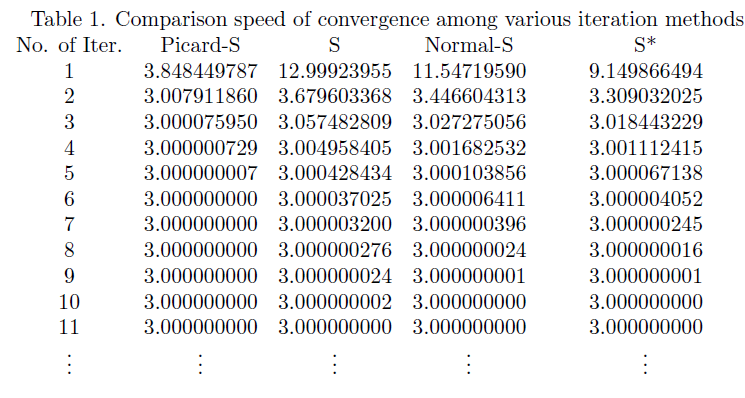 Table 1. Comparison speed of convergence among various iteration methods
No. of Iter. Picard-S S Normal-S S*
1 3.848449787 12.99923955 11.54719590 9.149866494
2 3.007911860 3.679603368 3.446604313 3.309032025
3 3.000075950 3.057482809 3.027275056 3.018443229
4 3.000000729 3.004958405 3.001682532 3.001112415
5 3.000000007 3.000428434 3.000103856 3.000067138
6 3.000000000 3.000037025 3.000006411 3.000004052
7 3.000000000 3.000003200 3.000000396 3.000000245
8 3.000000000 3.000000276 3.000000024 3.000000016
9 3.000000000 3.000000024 3.000000001 3.000000001
10 3.000000000 3.000000002 3.000000000 3.000000000
11 3.000000000 3.000000000 3.000000000 3.000000000
⋮ ⋮ ⋮ ⋮ ⋮